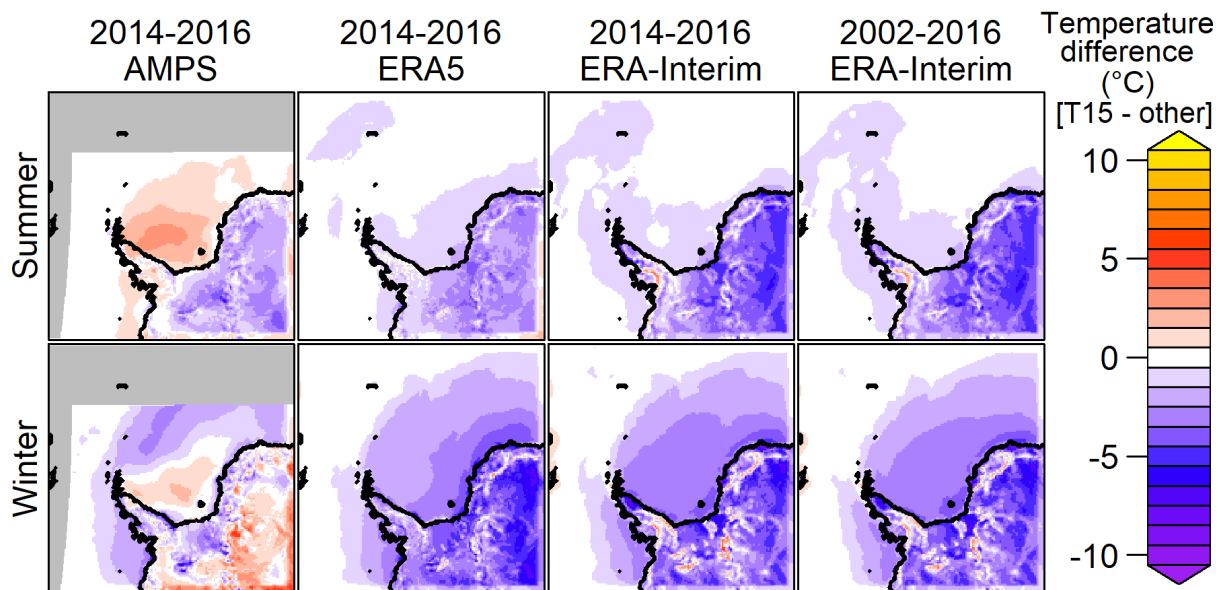 2014-2016
AMPS
2014-2016
ERA5
2014-2016
ERA-Interim
2002-2016
ERA-Interim
Temperature
difference
(°C)
[T15 - other]
Summer
Winter
10
5
0
-5
-10